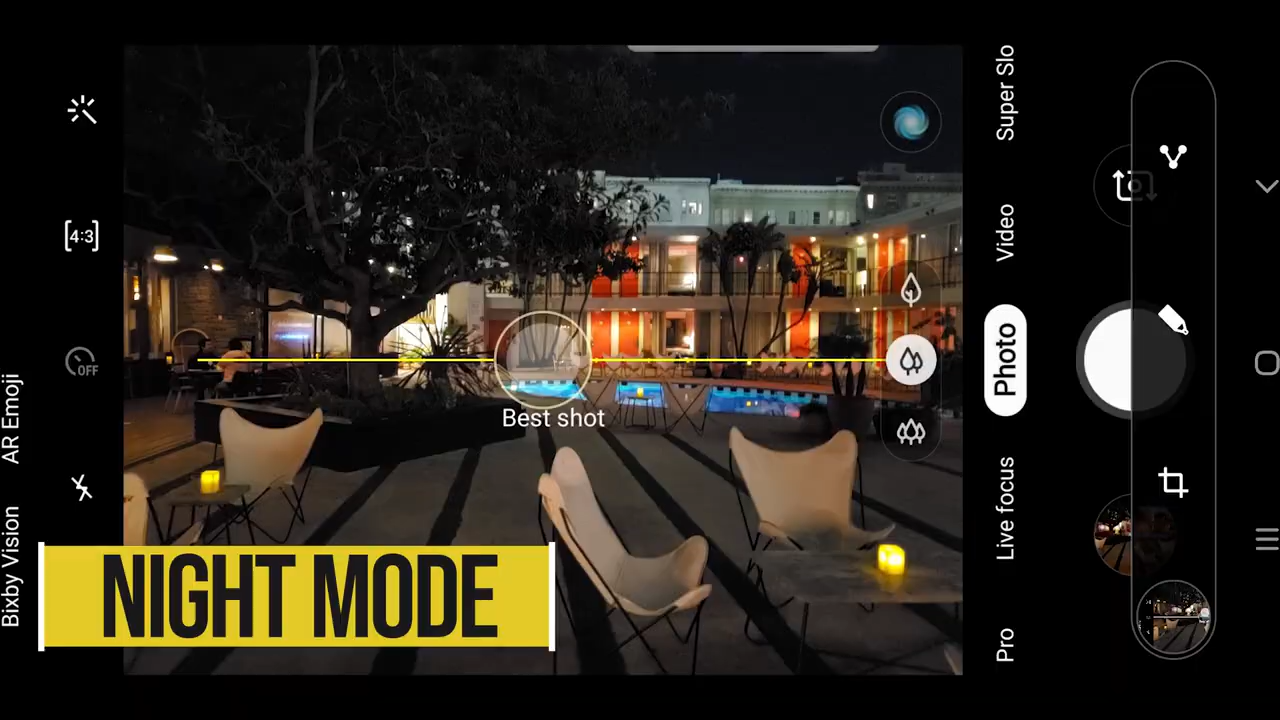 Super Slo
Video
Photo
Live focus
Pro
4:3
OFF
AR Emoji
Bixby Vision
Best shot
NIGHT MODE